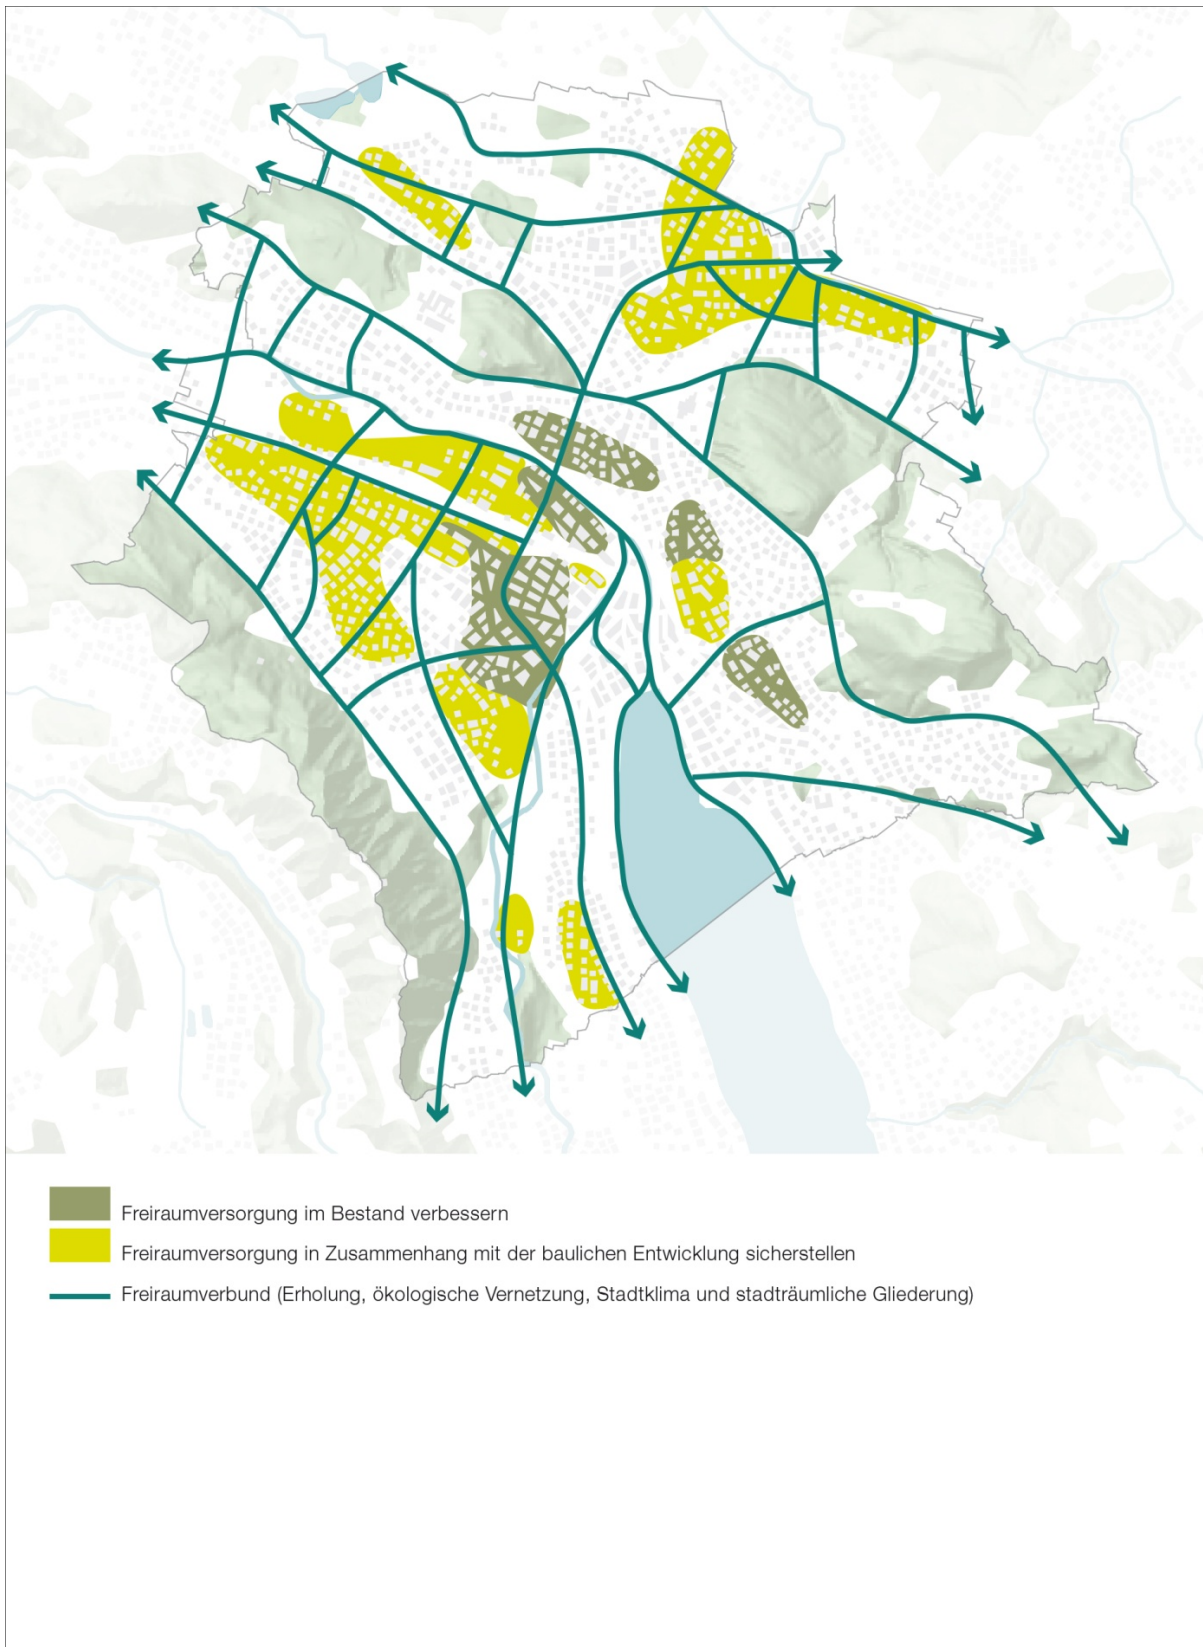 Freiraumversorgung im Bestand verbessern
Freiraumversorgung in Zusammenhang mit der baulichen Entwicklung sicherstellen
Freiraumverbund (Erholung, ökologische Vernetzung, Stadtklima und stadträumliche Gliederung)